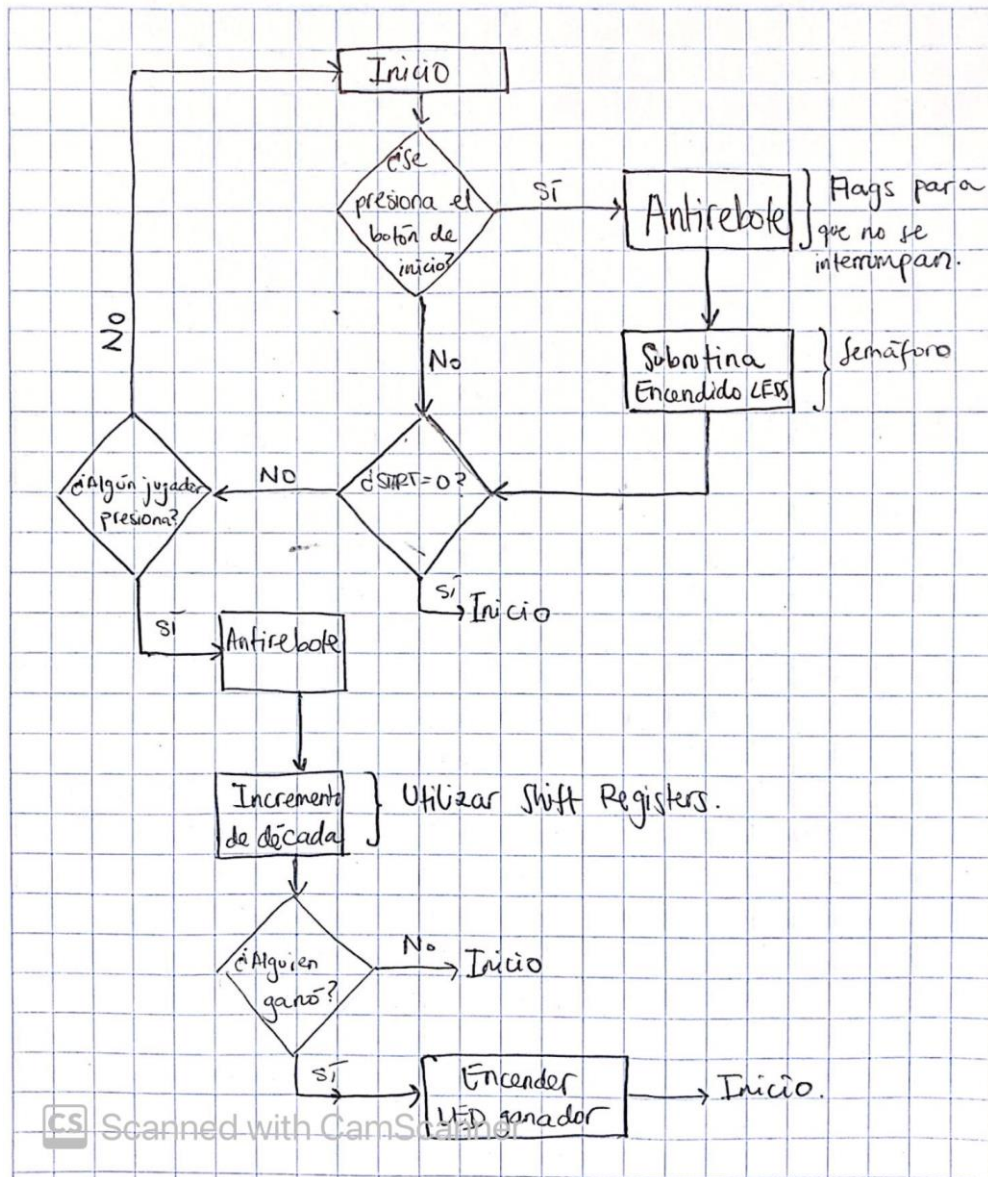 Inicio
¿Se
presiona el
botón de
inicio?
SÍ
Antirebote
Flags para
que no se
interrumpan.
No
Subrutina
Encendido LEDS
Semáforo
NO
¿Algún jugador
presiona?
NO
¿START=0?
SÍ
Inicio
SÍ
Antirebote
Incremento
de década
Utilizar Shift Registers.
¿Alguien
ganó?
No
Inicio
SÍ
Encender
LED ganador
Inicio.
CS Scanned with CamScanner